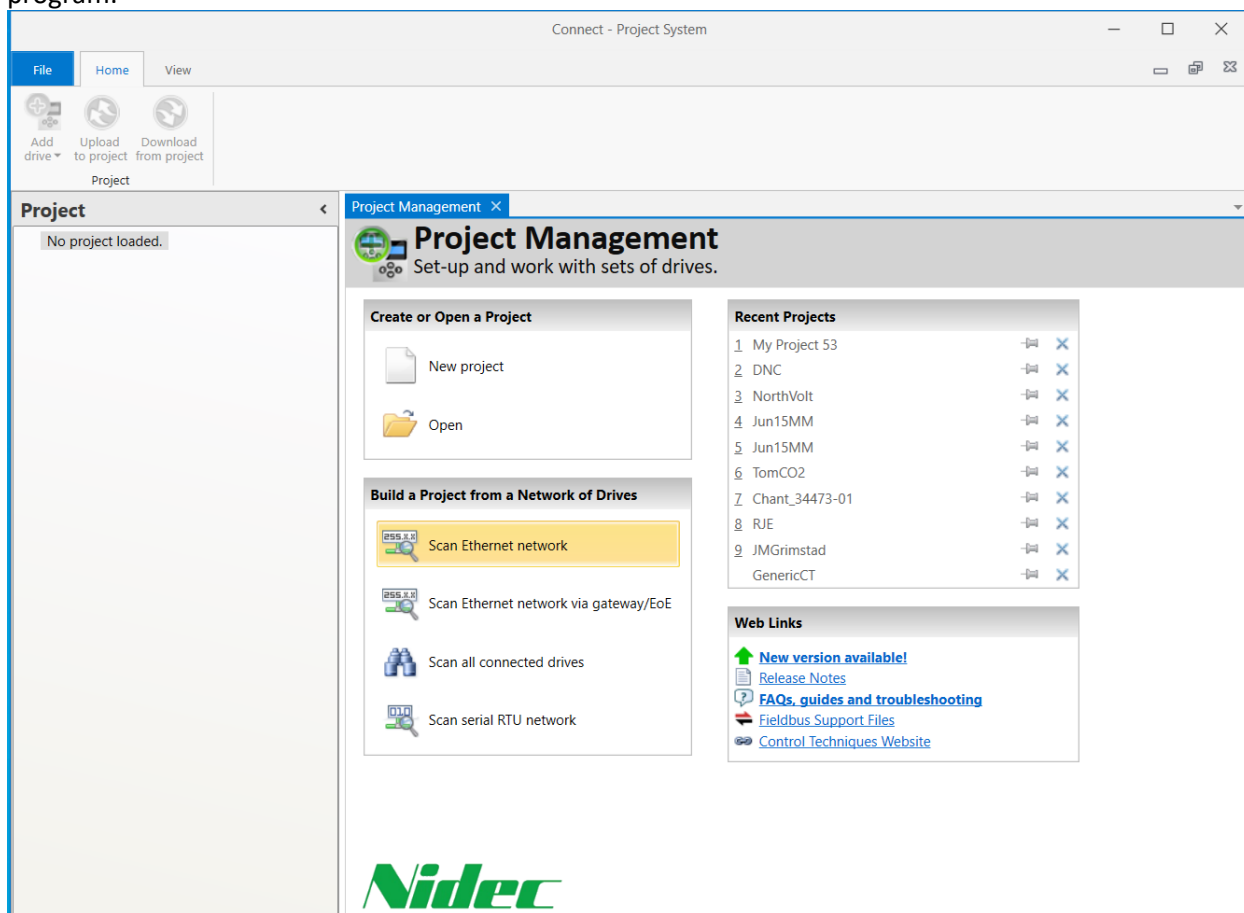 program.
Connect - Project System
File Home View
Add drive
Upload to project
Download from project
Project
Project
No project loaded.
Project Management
Project Management
Set-up and work with sets of drives.
Create or Open a Project
New project
Open
Build a Project from a Network of Drives
255.X.X
Scan Ethernet network
255.X.X
Scan Ethernet network via gateway/EoE
Scan all connected drives
010
Scan serial RTU network
Recent Projects
1 My Project 53
2 DNC
3 NorthVolt
4 Jun15MM
5 Jun15MM
6 TomCO2
7 Chant_34473-01
8 RJE
9 JMGrimstad
GenericCT
Web Links
New version available!
Release Notes
FAQs, guides and troubleshooting
Fieldbus Support Files
Control Techniques Website
Nidec